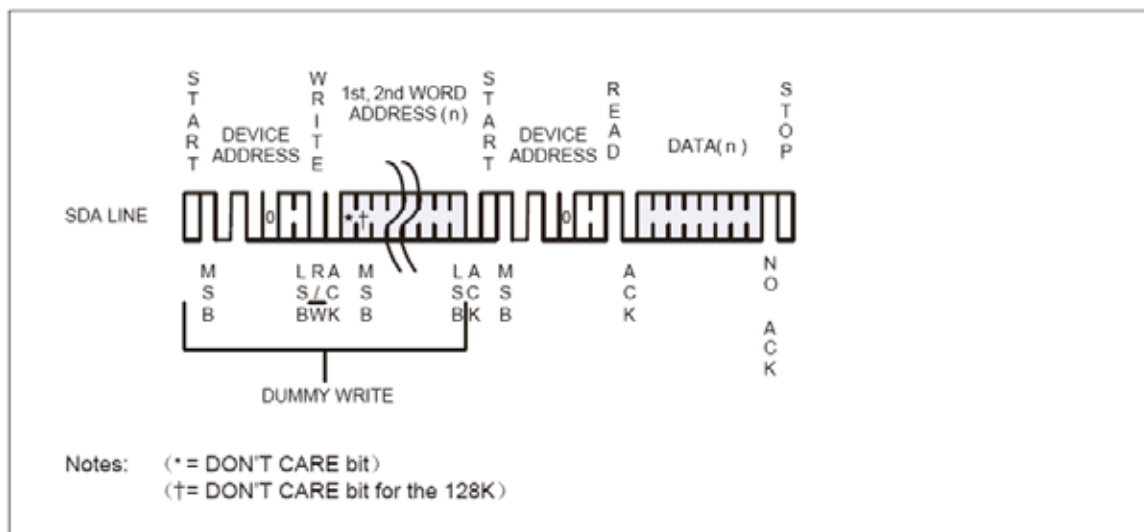 START
DEVICE
ADDRESS
WRITE
1st, 2nd WORD
ADDRESS (n)
START
DEVICE
ADDRESS
READ
DATA(n)
STOP
SDA LINE
0
*†
0
MSB
LSB
R/W
ACK
MSB
LSB
ACK
MSB
ACK
NO ACK
DUMMY WRITE
Notes: (* = DON'T CARE bit)
(†= DON'T CARE bit for the 128K)